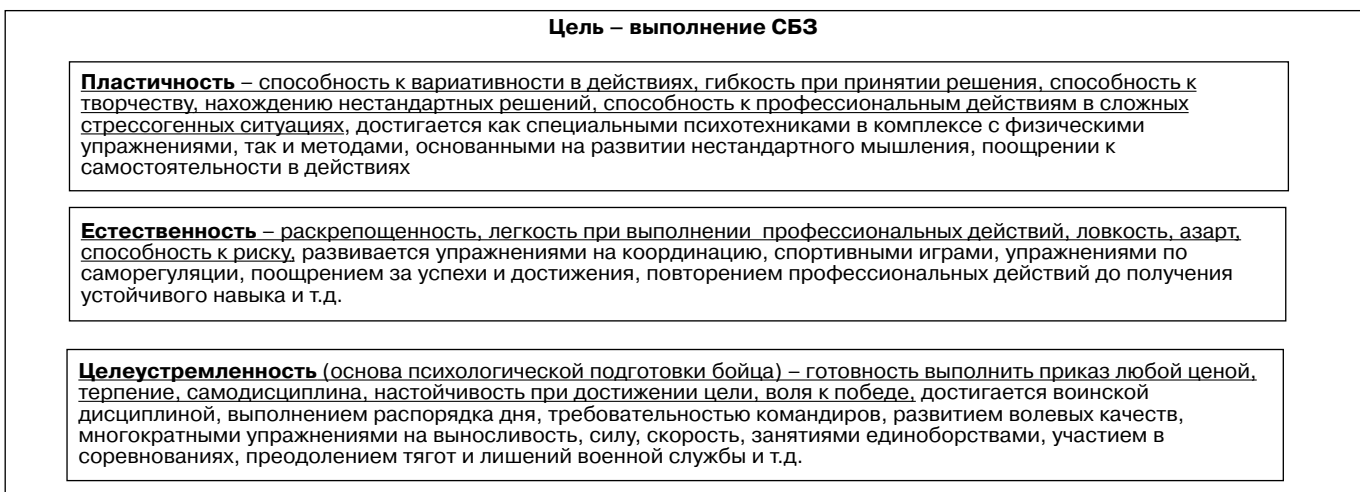 Цель – выполнение СБЗ
Пластичность – способность к вариативности в действиях, гибкость при принятии решения, способность к
творчеству, нахождению нестандартных решений, способность к профессиональным действиям в сложных
стрессогенных ситуациях, достигается как специальными психотехниками в комплексе с физическими
упражнениями, так и методами, основанными на развитии нестандартного мышления, поощрении к
самостоятельности в действиях
Естественность – раскрепощенность, легкость при выполнении профессиональных действий, ловкость, азарт,
способность к риску, развивается упражнениями на координацию, спортивными играми, упражнениями по
саморегуляции, поощрением за успехи и достижения, повторением профессиональных действий до получения
устойчивого навыка и т.д.
Целеустремленность (основа психологической подготовки бойца) – готовность выполнить приказ любой ценой,
терпение, самодисциплина, настойчивость при достижении цели, воля к победе, достигается воинской
дисциплиной, выполнением распорядка дня, требовательностью командиров, развитием волевых качеств,
многократными упражнениями на выносливость, силу, скорость, занятиями единоборствами, участием в
соревнованиях, преодолением тягот и лишений военной службы и т.д.